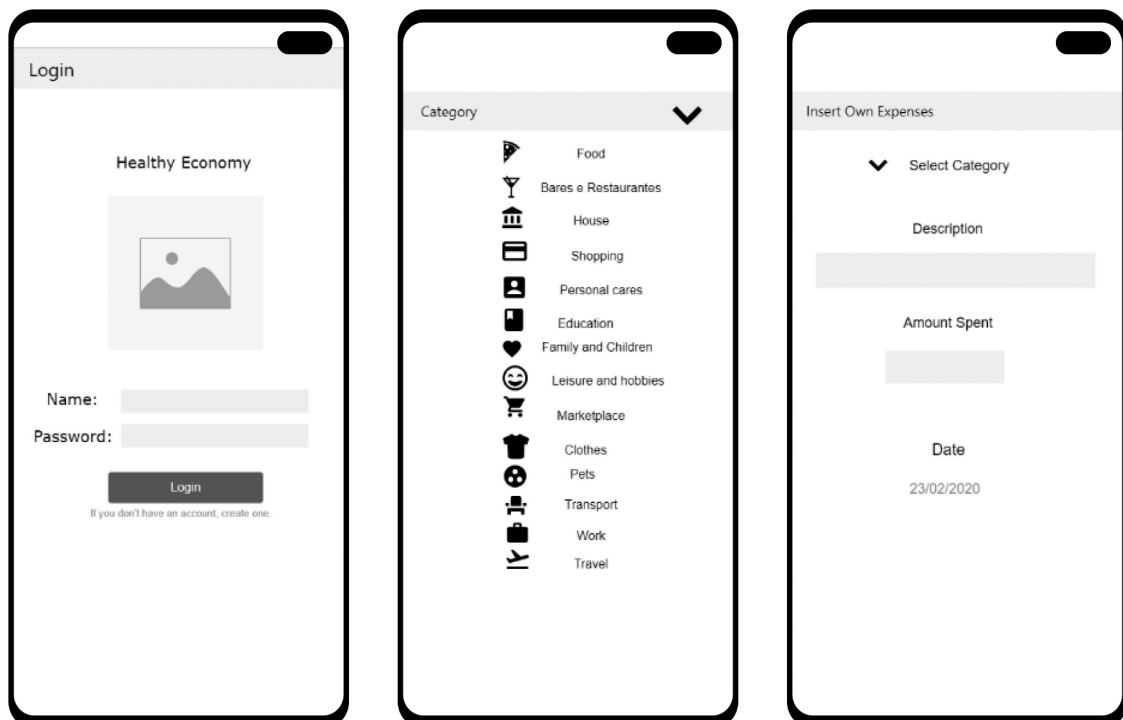 Login
Healthy Economy
Name:
Password:
Login
If you don't have an account, create one.
Category
Food
Bares e Restaurantes
House
Shopping
Personal cares
Education
Family and Children
Leisure and hobbies
Marketplace
Clothes
Pets
Transport
Work
Travel
Insert Own Expenses
Select Category
Description
Amount Spent
Date
23/02/2020